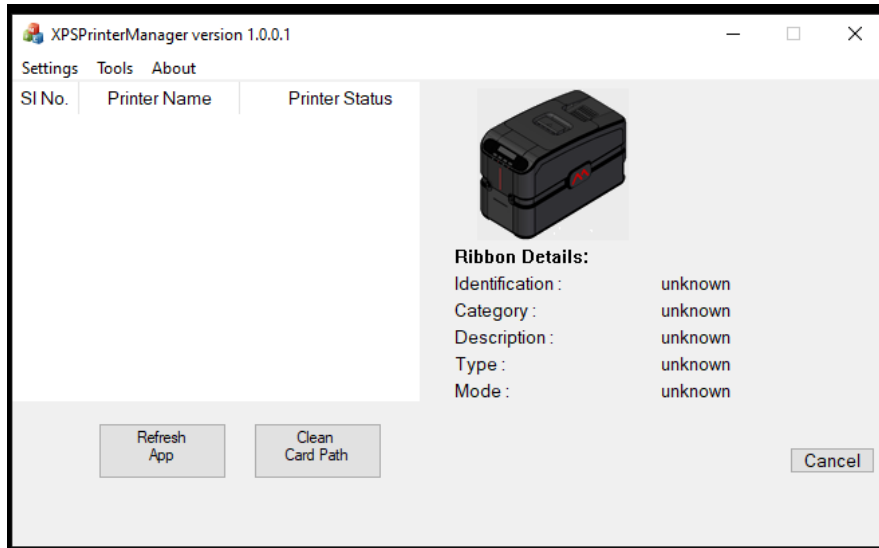 XPSPrinterManager version 1.0.0.1
Settings Tools About
SI No. Printer Name Printer Status
Ribbon Details:
Identification : unknown
Category : unknown
Description : unknown
Type : unknown
Mode : unknown
Refresh
App
Clean
Card Path
Cancel